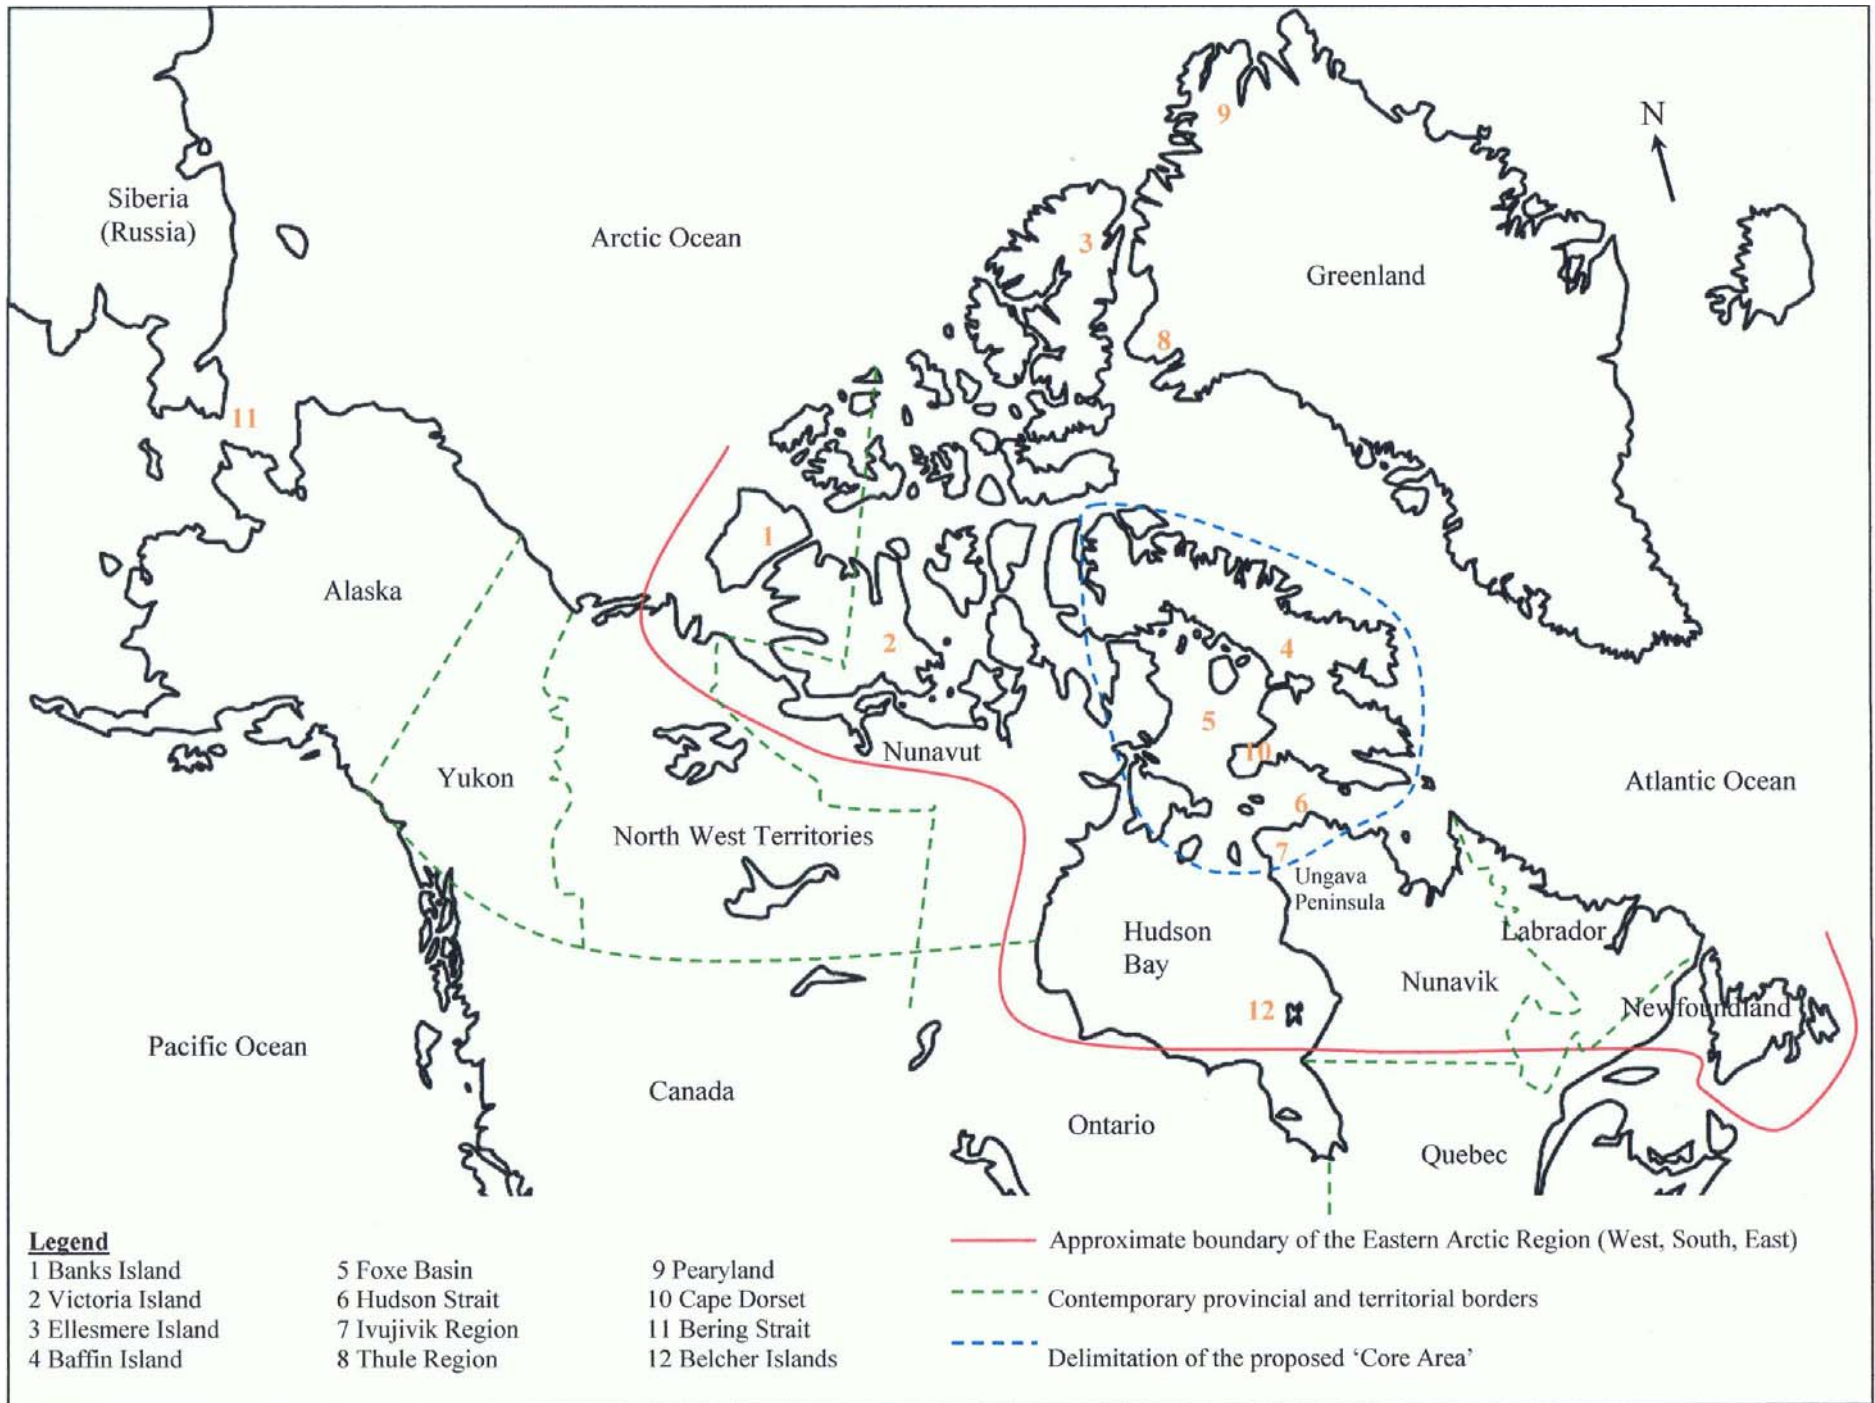 N
9
Siberia
(Russia)
Arctic Ocean
3
Greenland
8
11
1
Alaska
2
4
5
Nunavut
10
Yukon
Atlantic Ocean
6
North West Territories
7
Ungava
Peninsula
Hudson
Bay
Labrador
Nunavik
12
Newfoundland
Pacific Ocean
Canada
Ontario
Quebec
Legend
1 Banks Island
2 Victoria Island
3 Ellesmere Island
4 Baffin Island
5 Foxe Basin
6 Hudson Strait
7 Ivujivik Region
8 Thule Region
9 Pearyland
10 Cape Dorset
11 Bering Strait
12 Belcher Islands
Approximate boundary of the Eastern Arctic Region (West, South, East)
Contemporary provincial and territorial borders
Delimitation of the proposed ‘Core Area’